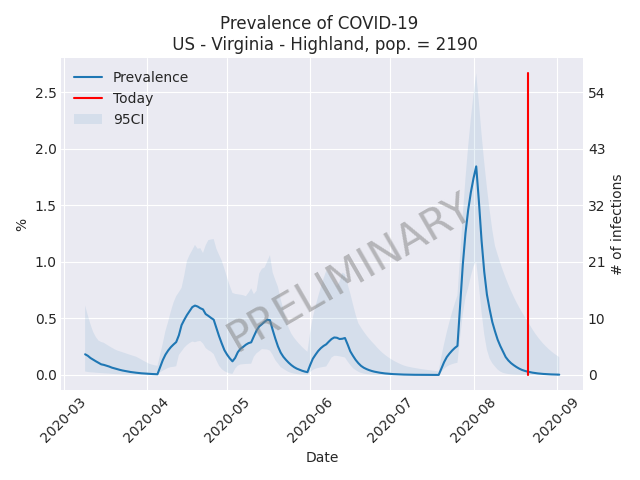 Prevalence of COVID-19
US - Virginia - Highland, pop. = 2190
Prevalence
Today
95CI
PRELIMINARY
%
2.5
2.0
1.5
1.0
0.5
0.0
54
43
32
21
10
0
# of infections
2020-03
2020-04
2020-05
2020-06
2020-07
2020-08
2020-09
Date